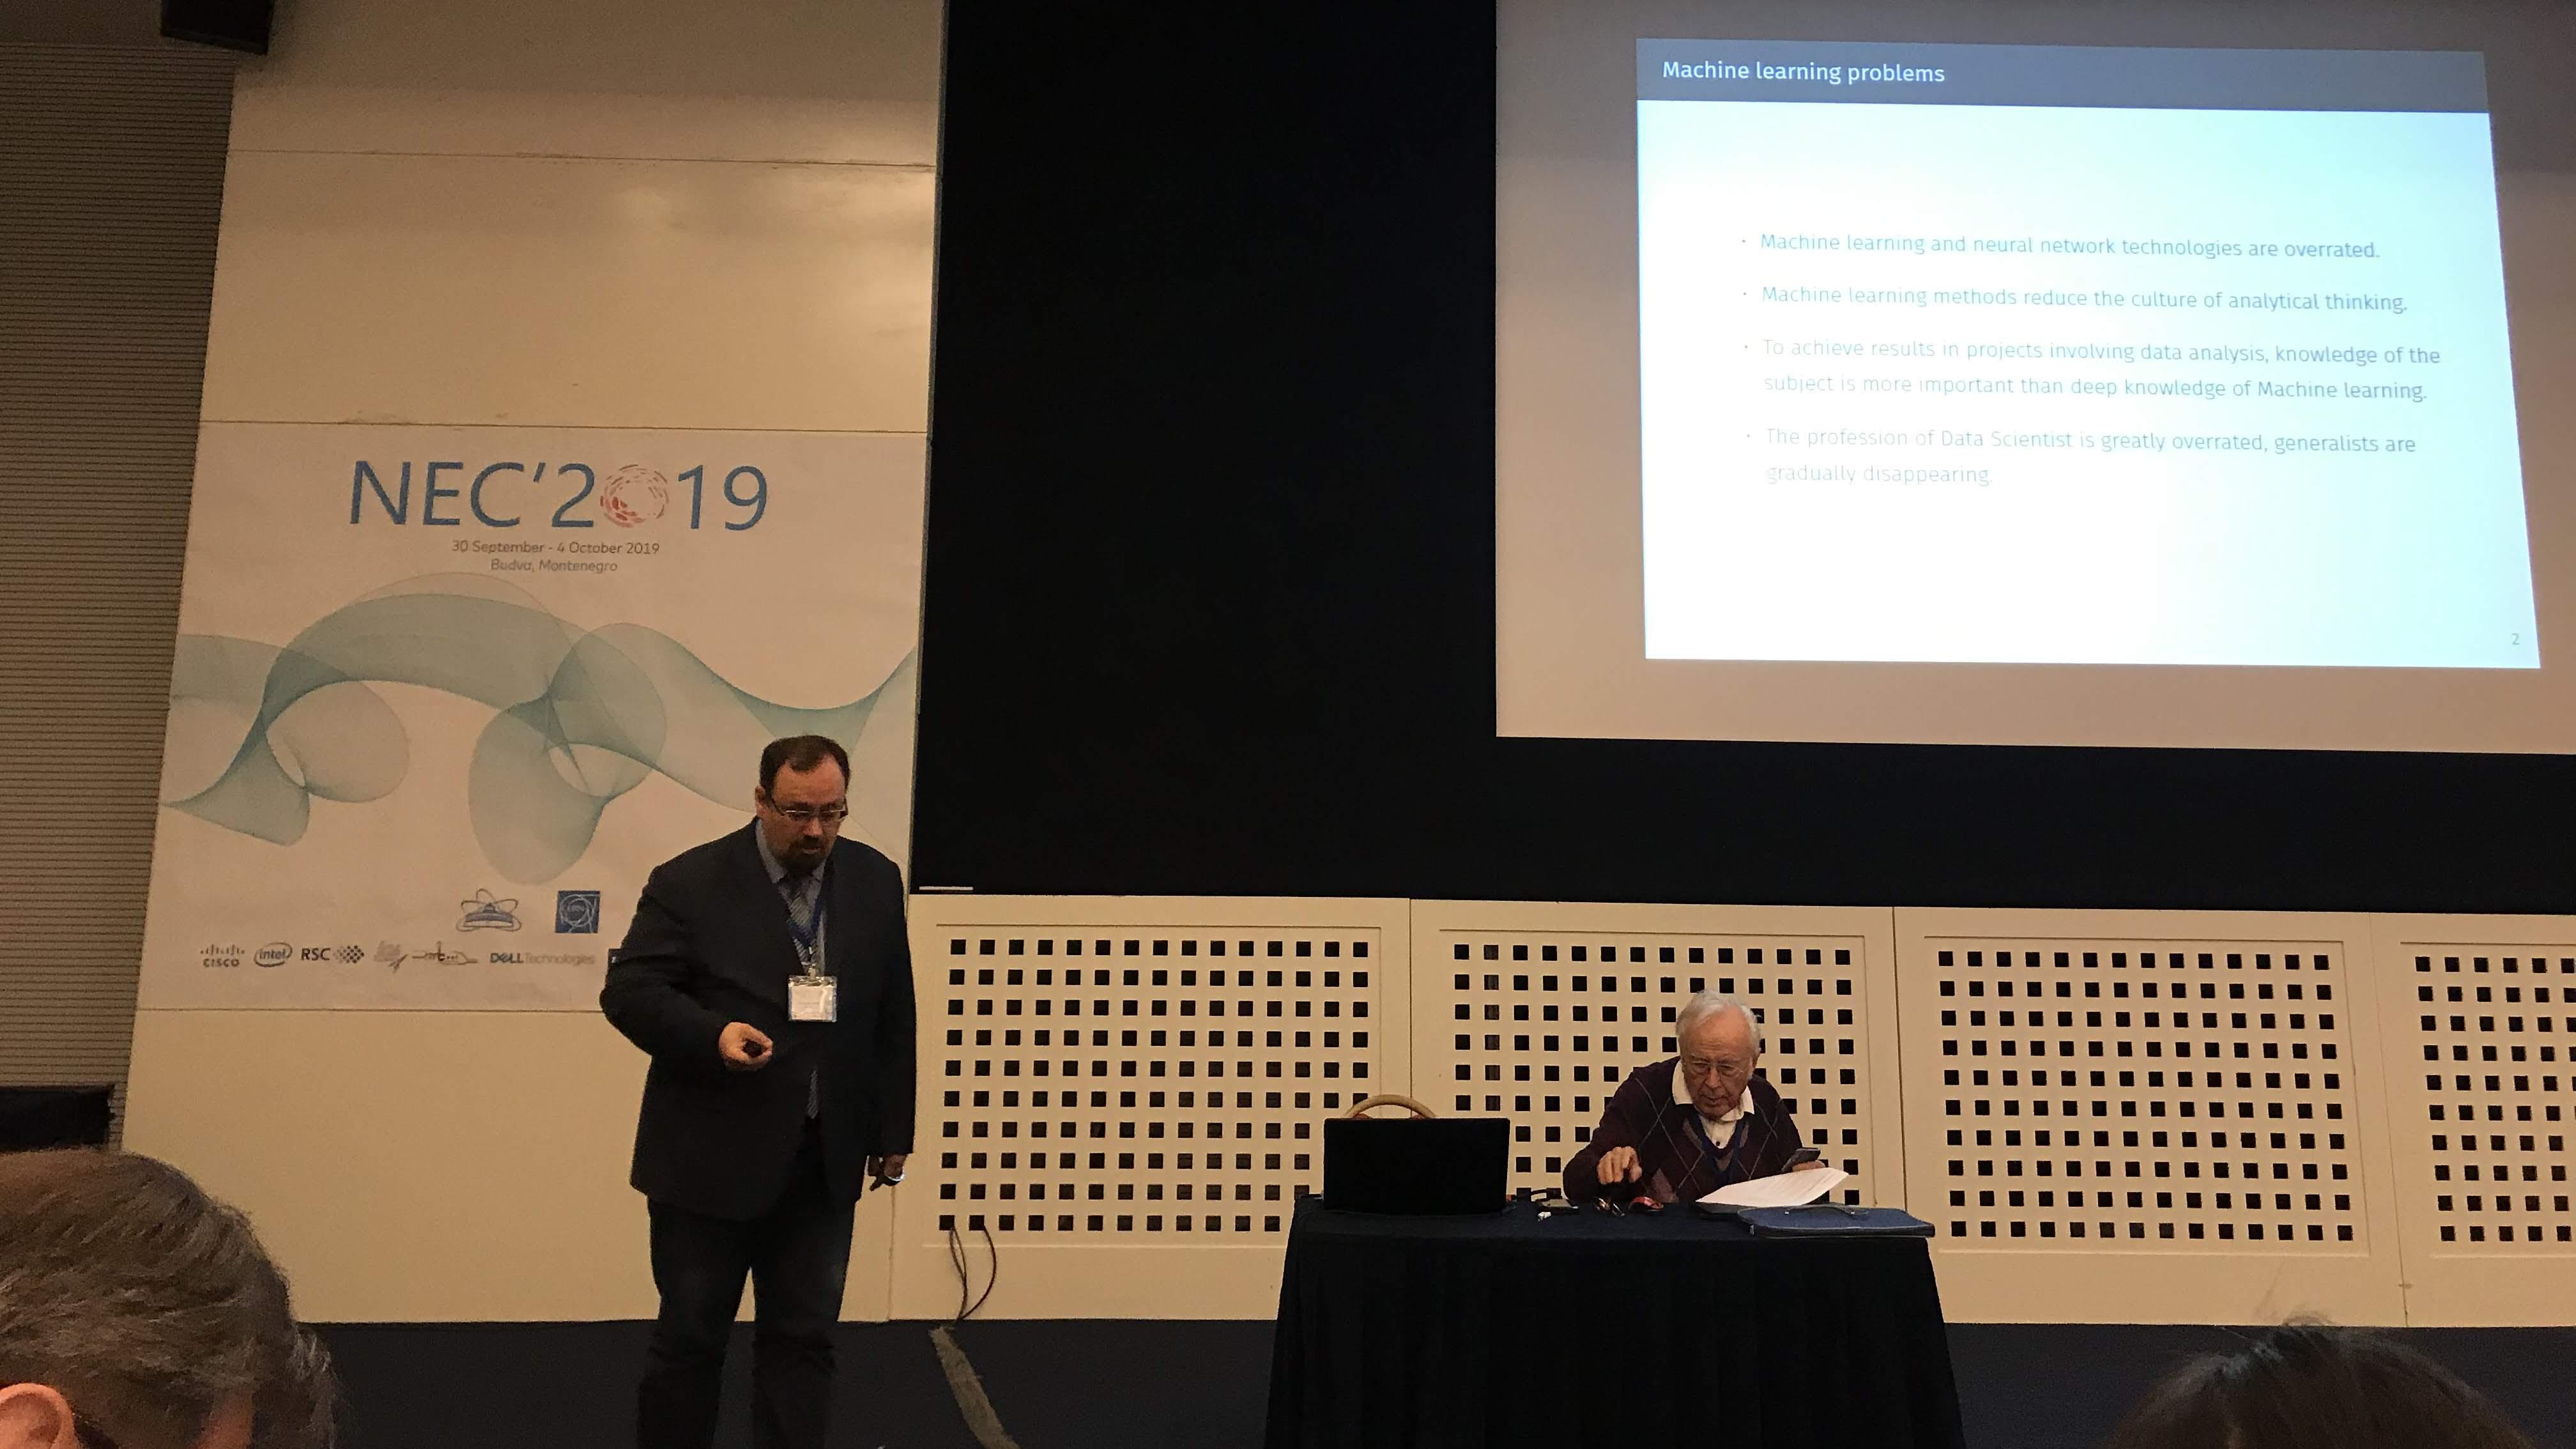 Machine learning problems
· Machine learning and neural network technologies are overrated.
· Machine learning methods reduce the culture of analytical thinking.
· To achieve results in projects involving data analysis, knowledge of the
subject is more important than deep knowledge of Machine learning.
· The profession of Data Scientist is greatly overrated, generalists are
gradually disappearing.
2
NEC'2019
30 September - 4 October 2019
Budva, Montenegro
CISCO
intel
RSC
DELL Technologies